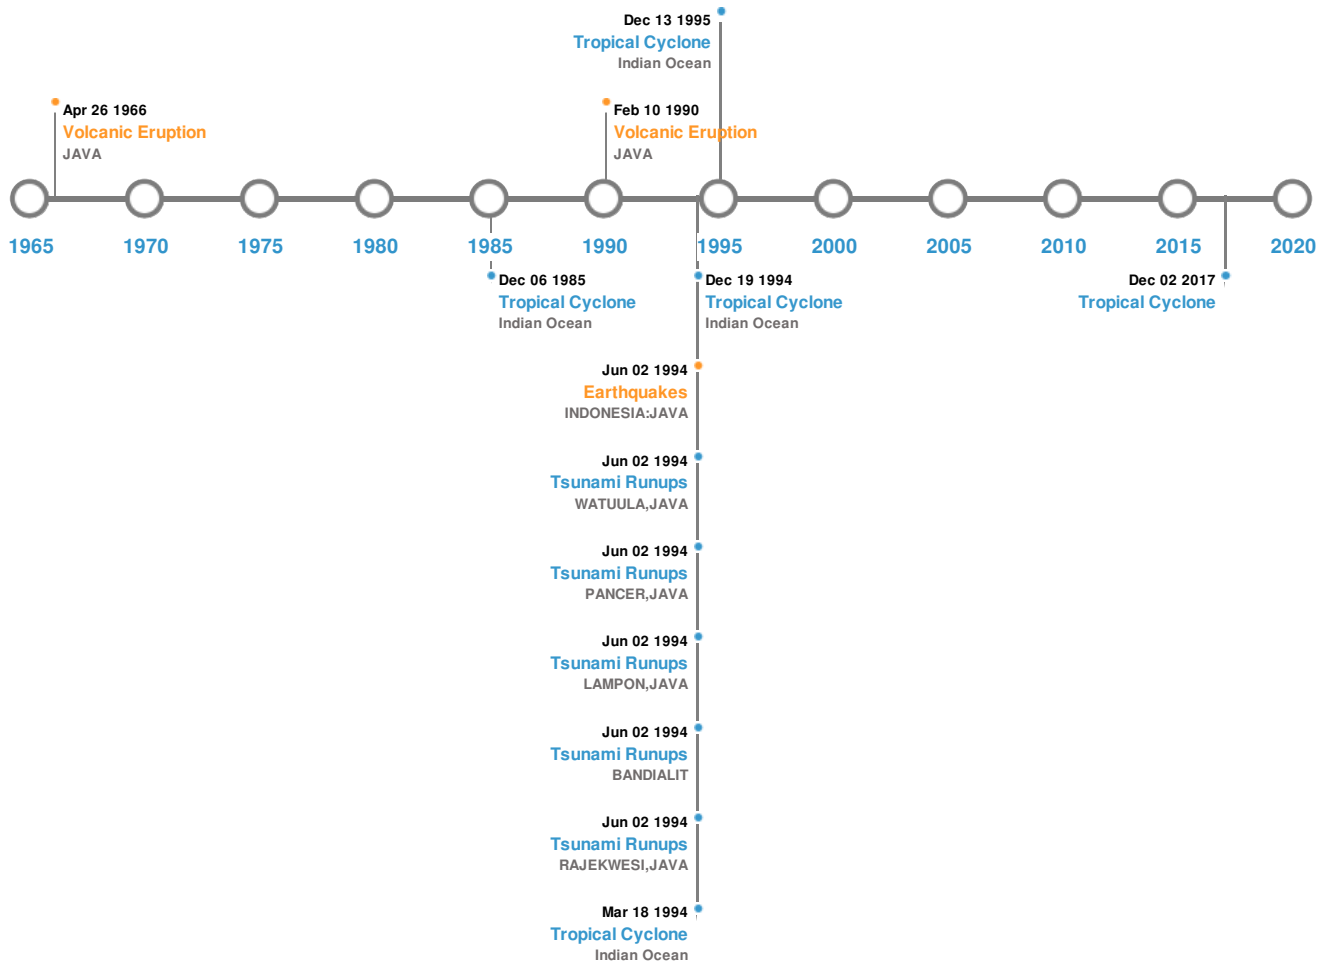 Dec 13 1995
Tropical Cyclone
Indian Ocean
Apr 26 1966
Volcanic Eruption
JAVA
Feb 10 1990
Volcanic Eruption
JAVA
1965 1970 1975 1980 1985 1990 1995 2000 2005 2010 2015 2020
Dec 06 1985
Tropical Cyclone
Indian Ocean
Dec 19 1994
Tropical Cyclone
Indian Ocean
Dec 02 2017
Tropical Cyclone
Jun 02 1994
Earthquakes
INDONESIA:JAVA
Jun 02 1994
Tsunami Runups
WATUULA,JAVA
Jun 02 1994
Tsunami Runups
PANCER,JAVA
Jun 02 1994
Tsunami Runups
LAMPON,JAVA
Jun 02 1994
Tsunami Runups
BANDIALIT
Jun 02 1994
Tsunami Runups
RAJEKWESI,JAVA
Mar 18 1994
Tropical Cyclone
Indian Ocean